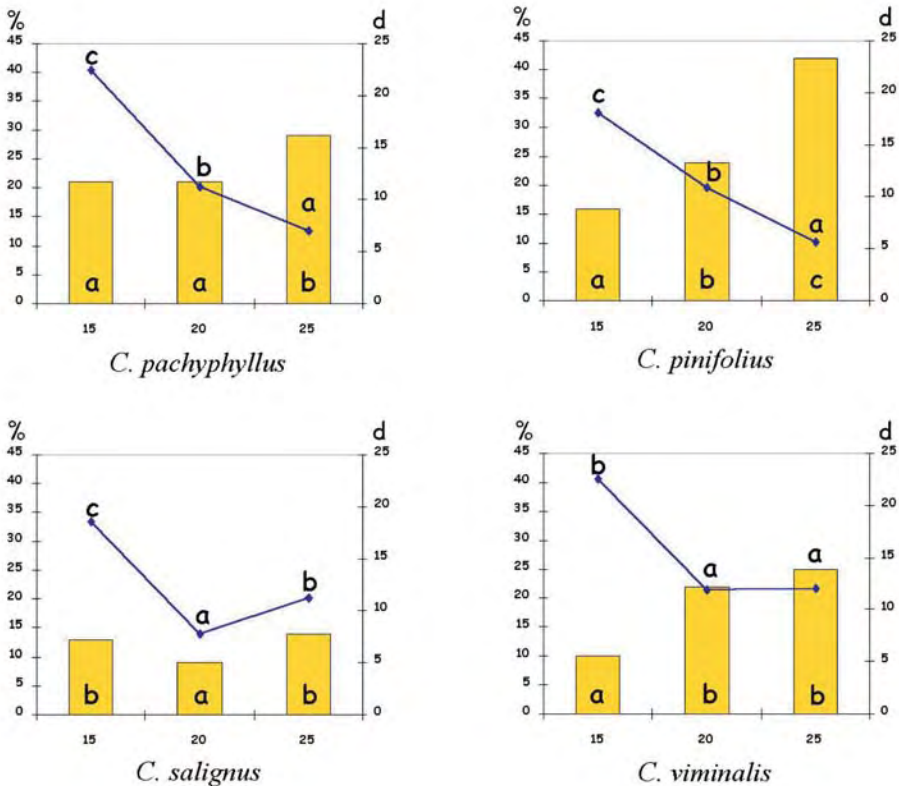 % d
45 25
40
c
35 20
30
15
25
b
20
10
15 a
10
5
5
a a b
0 0
15 20 25
C. pachyphyllus
% d
45 25
40
35 20
c
30
15
25
b
20
10
15
a
10
5
5
a b c
0 0
15 20 25
C. pinifolius
% d
45 25
40
35 20
c
30
15
25
b
20
10
15 a
10
5
5
b a b
0 0
15 20 25
C. salignus
% d
45 25
b
40
35 20
30
15
25 a a
20
10
15
10
5
5
a b b
0 0
15 20 25
C. viminalis